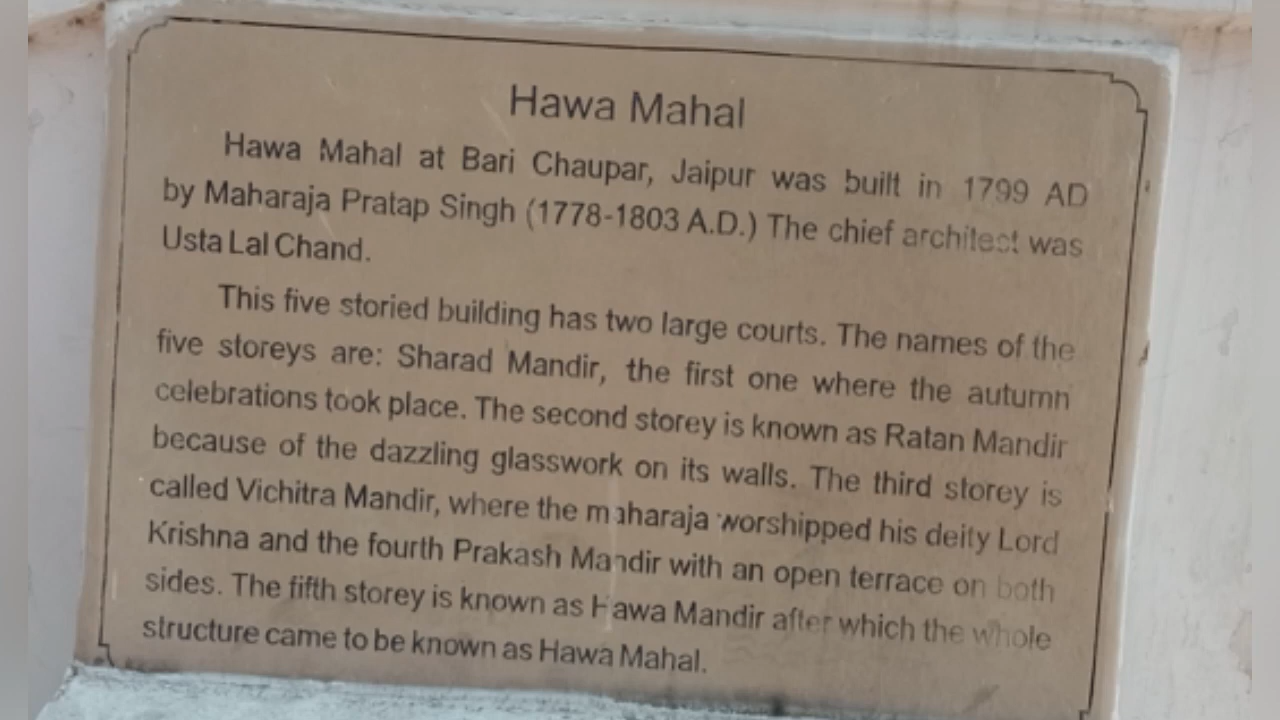 Hawa Mahal
Hawa Mahal at Bari Chaupar, Jaipur was built in 1799 AD
by Maharaja Pratap Singh (1778-1803 A.D.) The chief architect was
Usta Lal Chand.
This five storied building has two large courts. The names of the
five storeys are: Sharad Mandir, the first one where the autumn
celebrations took place. The second storey is known as Ratan Mandir
because of the dazzling glasswork on its walls. The third storey is
called Vichitra Mandir, where the maharaja worshipped his deity Lord
Krishna and the fourth Prakash Mandir with an open terrace on both
sides. The fifth storey is known as Hawa Mandir after which the whole
structure came to be known as Hawa Mahal.